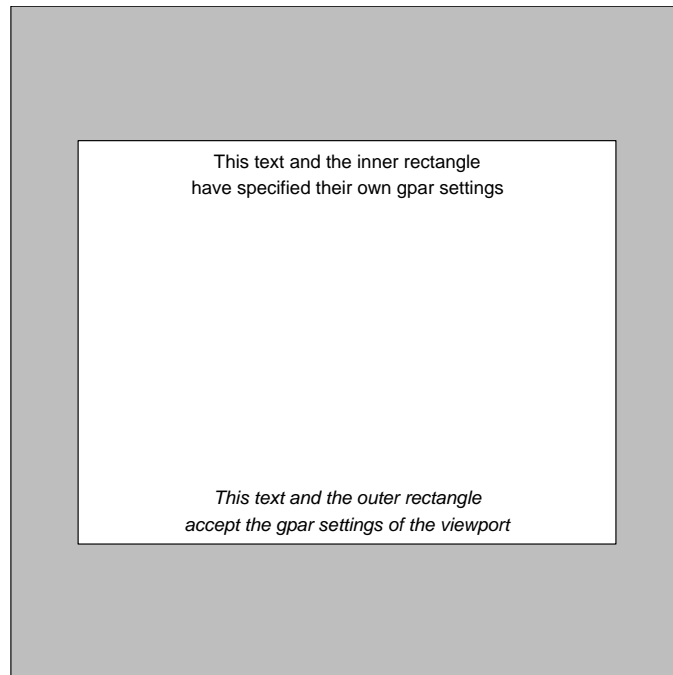 This text and the inner rectangle
have specified their own gpar settings
This text and the outer rectangle
accept the gpar settings of the viewport